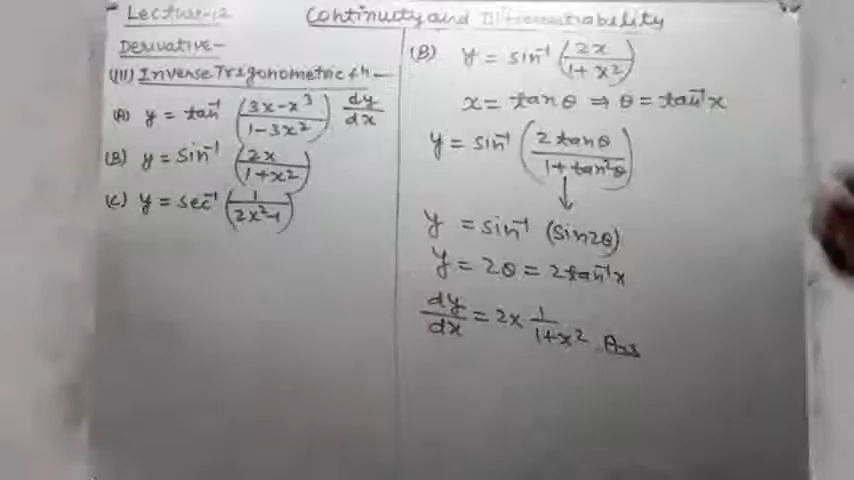 Lecture-12
Continuity and Differentiability
Derivative-
(III) Inverse Trigonometric fn-
(A) y = tan⁻¹ ((3x-x³)/(1-3x²)) dy/dx
(B) y = sin⁻¹ (2x/(1+x²))
(C) y = sec⁻¹ (1/(2x²-1))
(B) y = sin⁻¹ (2x/(1+x²))
x = tanθ ⇒ θ = tan⁻¹x
y = sin⁻¹ (2tanθ/(1+tan²θ))
↓
y = sin⁻¹ (sin2θ)
y = 2θ = 2tan⁻¹x
dy/dx = 2× 1/(1+x²) Ans